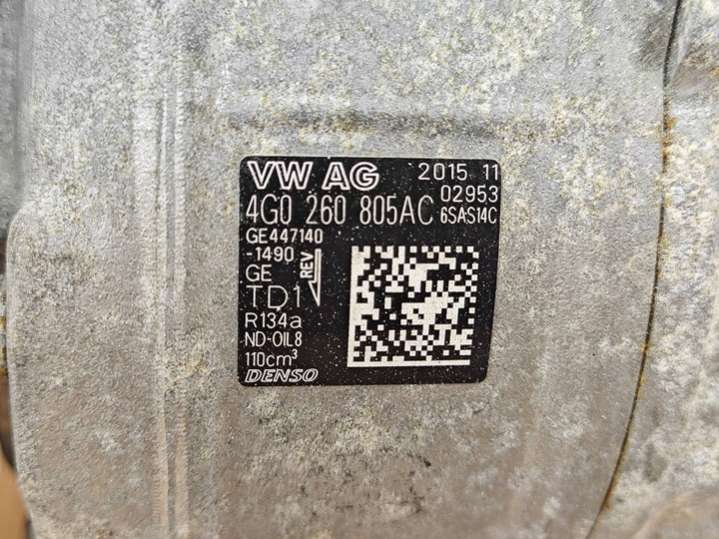 VW AG 2015 11
02953
4G0 260 805AC 6SAS14C
GE447140
-1490
REV
GE
TD1
R134a
ND-OIL8
110cm³
DENSO